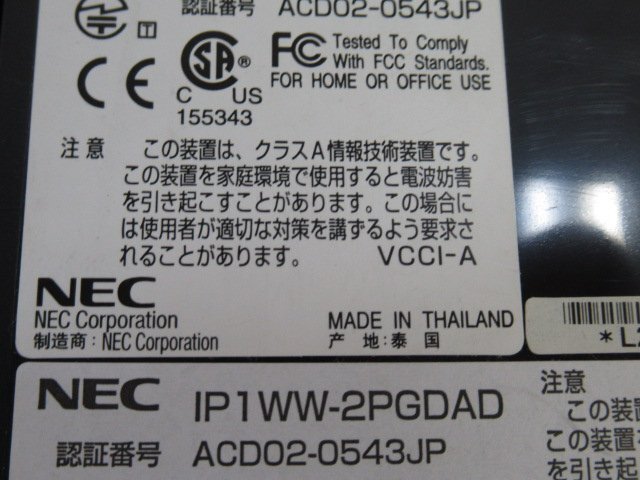 認証番号 ACD02-0543JP
T
CE
CSA ®
C US
155343
FC Tested To Comply
With FCC Standards.
FOR HOME OR OFFICE USE
注意 この装置は、クラスA情報技術装置です。
この装置を家庭環境で使用すると電波妨害
を引き起こすことがあります。この場合に
は使用者が適切な対策を講ずるよう要求さ
れることがあります。 VCCI-A
NEC
NEC Corporation
制造商：NEC Corporation
MADE IN THAILAND
产 地：泰 国
*L
NEC IP1WW-2PGDAD
認証番号 ACD02-0543JP
注意
この装
この装置を
を引き起